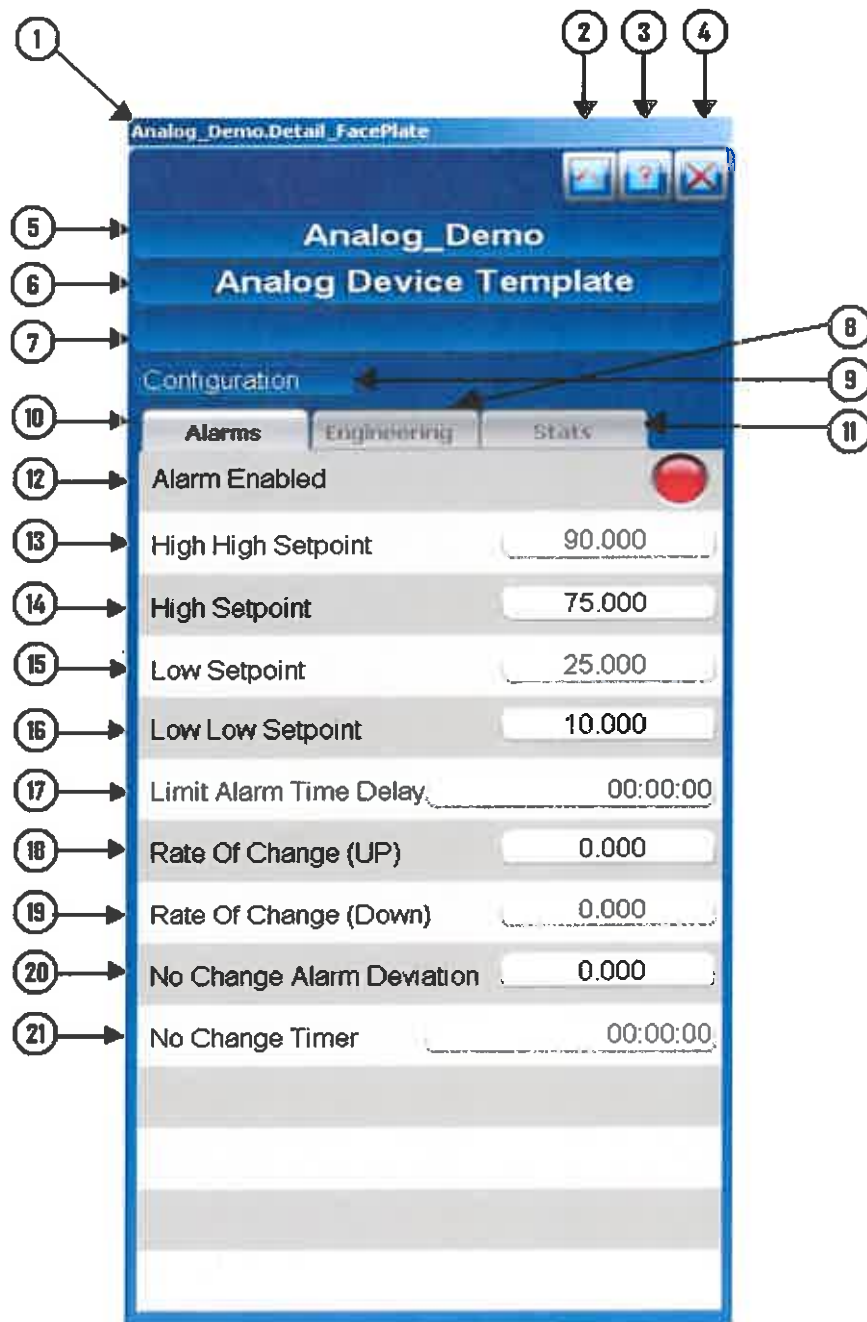 1 2 3 4
Analog_Demo.Detail_FacePlate
?
5 Analog_Demo
6 Analog Device Template
7
8
Configuration 9
10 Alarms Engineering Stats 11
12 Alarm Enabled
13 High High Setpoint 90.000
14 High Setpoint 75.000
15 Low Setpoint 25.000
16 Low Low Setpoint 10.000
17 Limit Alarm Time Delay 00:00:00
18 Rate Of Change (UP) 0.000
19 Rate Of Change (Down) 0.000
20 No Change Alarm Deviation 0.000
21 No Change Timer 00:00:00